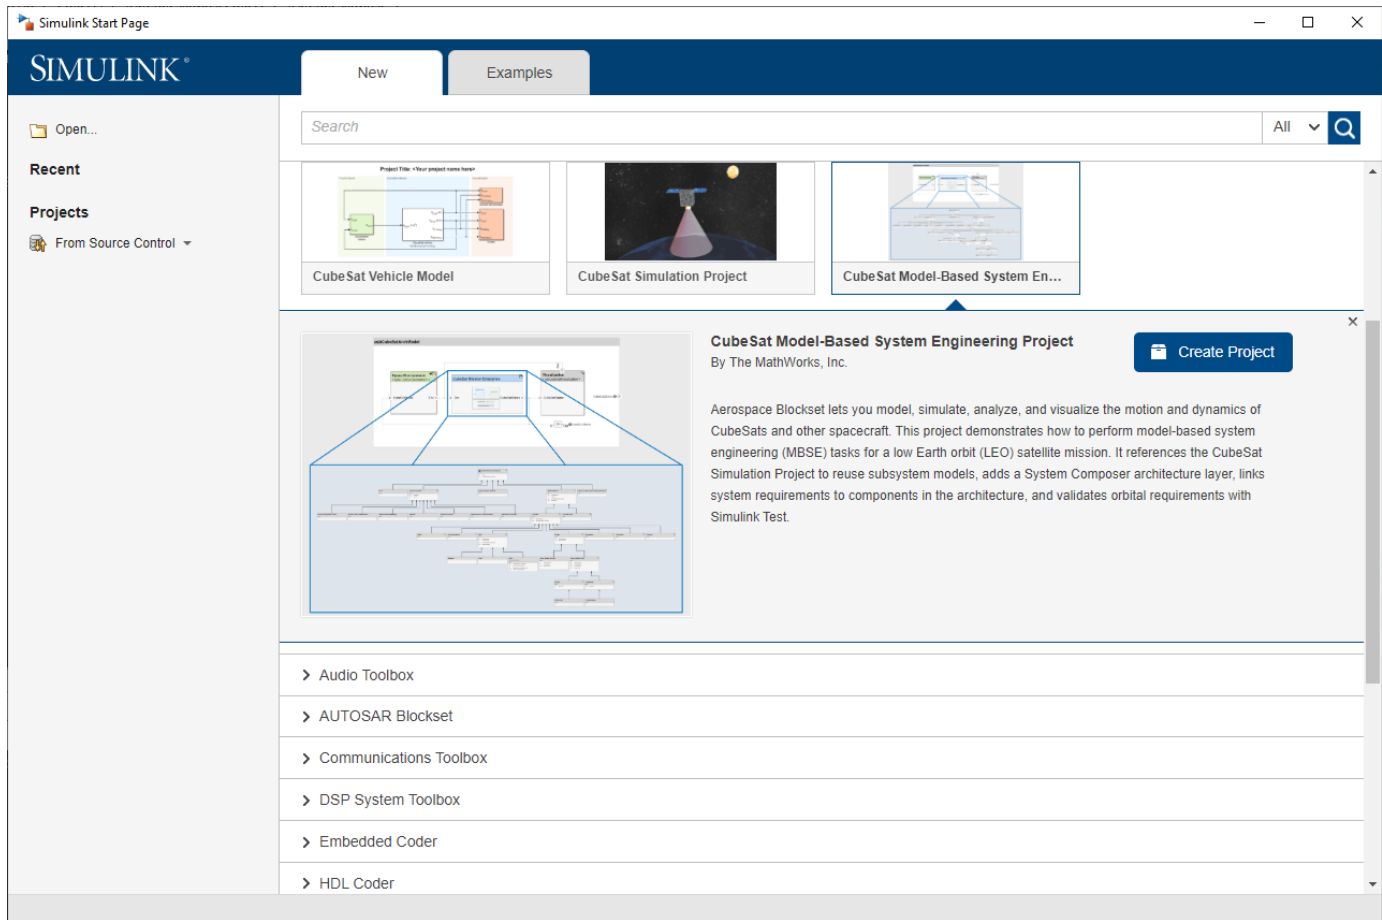 Simulink Start Page
SIMULINK®
New
Examples
Open...
Search
All
Recent
Projects
From Source Control
Project Title: <Your project name here>
CubeSat Vehicle Model
CubeSat Simulation Project
CubeSat Model-Based System En...
CubeSat Model-Based System Engineering Project
By The MathWorks, Inc.
Create Project
Aerospace Blockset lets you model, simulate, analyze, and visualize the motion and dynamics of
CubeSats and other spacecraft. This project demonstrates how to perform model-based system
engineering (MBSE) tasks for a low Earth orbit (LEO) satellite mission. It references the CubeSat
Simulation Project to reuse subsystem models, adds a System Composer architecture layer, links
system requirements to components in the architecture, and validates orbital requirements with
Simulink Test.
Audio Toolbox
AUTOSAR Blockset
Communications Toolbox
DSP System Toolbox
Embedded Coder
HDL Coder